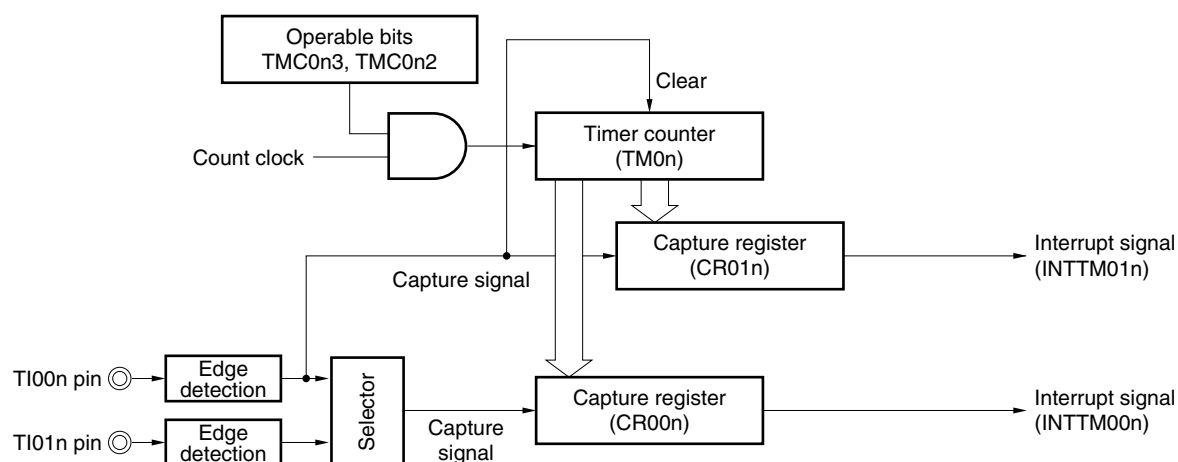 Operable bits
TMC0n3, TMC0n2
Clear
Timer counter
(TM0n)
Count clock
Capture register
(CR01n)
Interrupt signal
(INTTM01n)
Capture signal
TI00n pin
Edge
detection
Selector
Capture register
(CR00n)
Interrupt signal
(INTTM00n)
TI01n pin
Edge
detection
Capture
signal